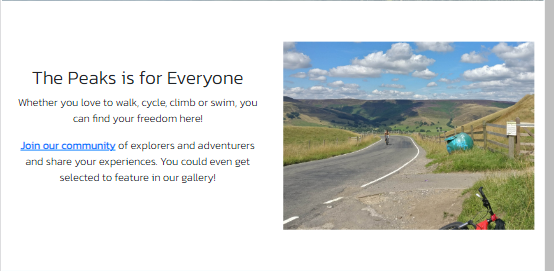 The Peaks is for Everyone
Whether you love to walk, cycle, climb or swim, you
can find your freedom here!
Join our community of explorers and adventurers
and share your experiences. You could even get
selected to feature in our gallery!